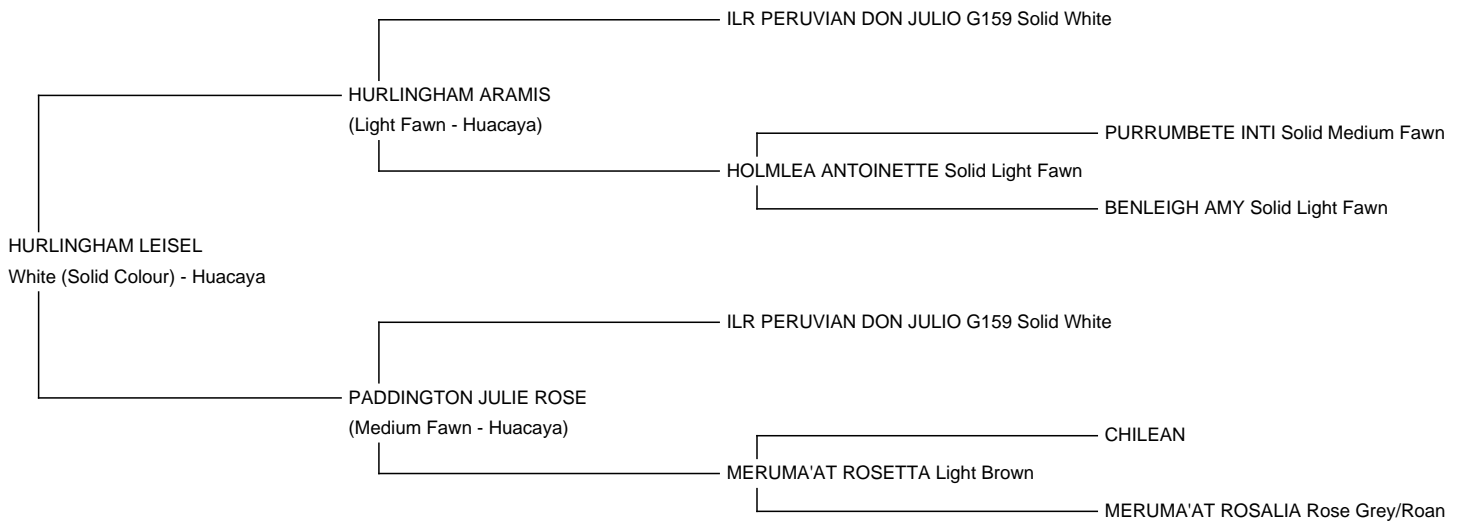 ILR PERUVIAN DON JULIO G159 Solid White
HURLINGHAM ARAMIS
(Light Fawn - Huacaya)
PURRUMBETE INTI Solid Medium Fawn
HOLMLEA ANTOINETTE Solid Light Fawn
BENLEIGH AMY Solid Light Fawn
HURLINGHAM LEISEL
White (Solid Colour) - Huacaya
ILR PERUVIAN DON JULIO G159 Solid White
PADDINGTON JULIE ROSE
(Medium Fawn - Huacaya)
CHILEAN
MERUMA'AT ROSETTA Light Brown
MERUMA'AT ROSALIA Rose Grey/Roan